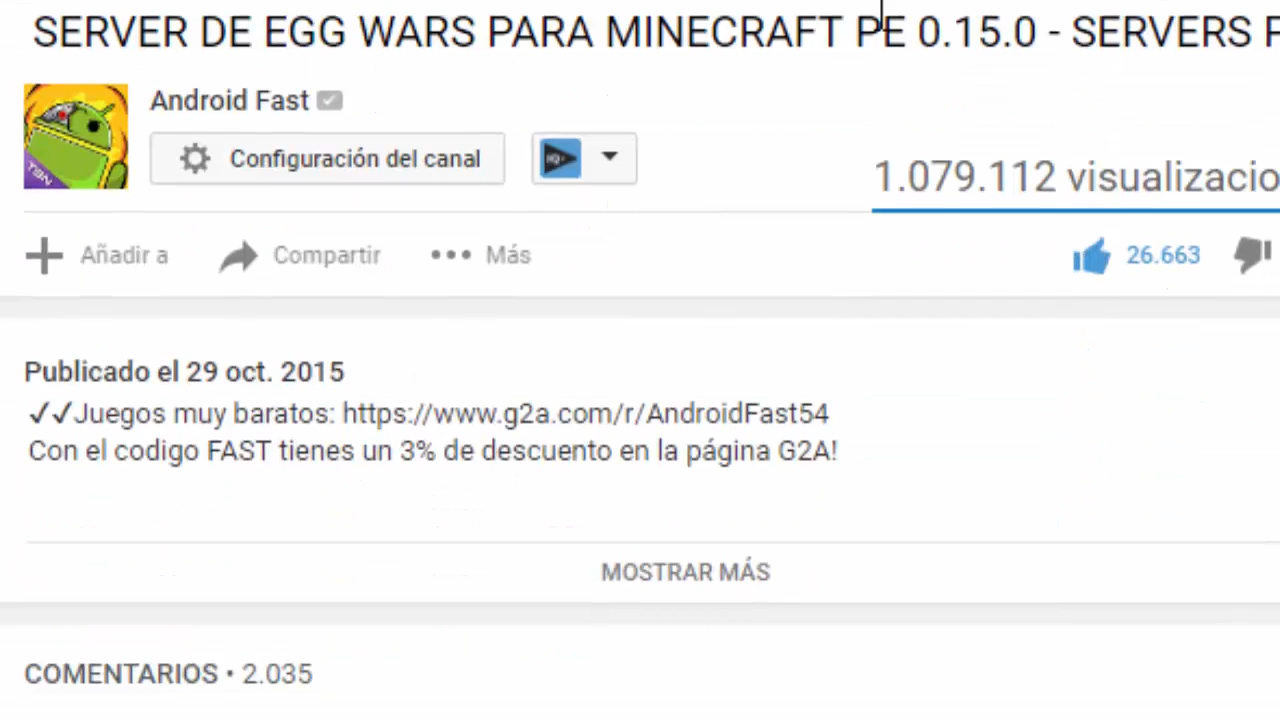 SERVER DE EGG WARS PARA MINECRAFT PE 0.15.0 - SERVERS P
Android Fast
Configuración del canal
HQ+
1.079.112 visualizacio
Añadir a
Compartir
Más
26.663
Publicado el 29 oct. 2015
✓✓Juegos muy baratos: https://www.g2a.com/r/AndroidFast54
Con el codigo FAST tienes un 3% de descuento en la página G2A!
MOSTRAR MÁS
COMENTARIOS • 2.035